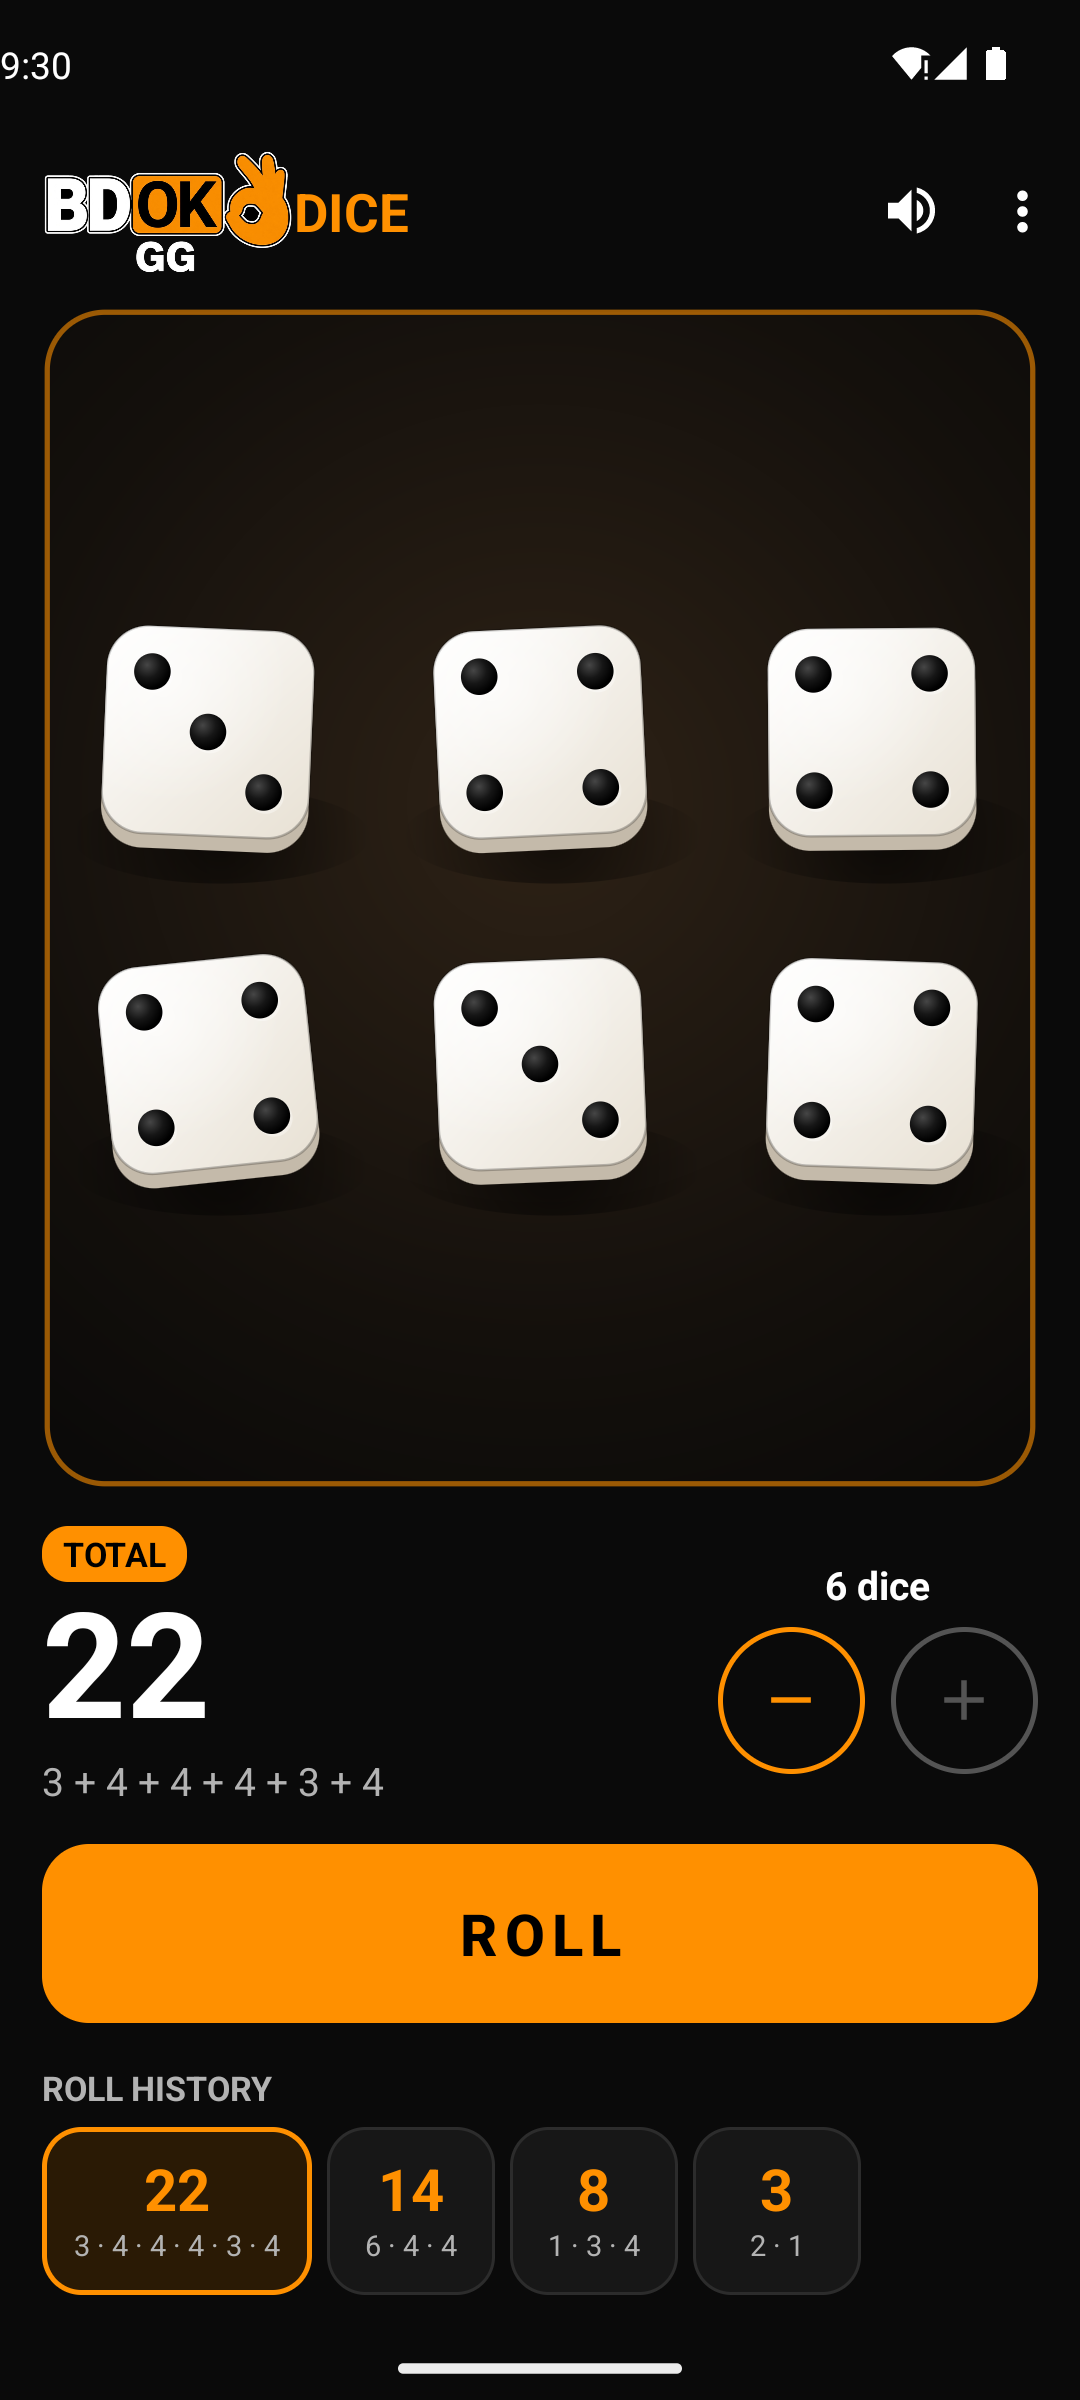 9:30
BDOK DICE
GG
TOTAL
22
6 dice
3 + 4 + 4 + 4 + 3 + 4
ROLL
ROLL HISTORY
22
3 · 4 · 4 · 4 · 3 · 4
14
6 · 4 · 4
8
1 · 3 · 4
3
2 · 1